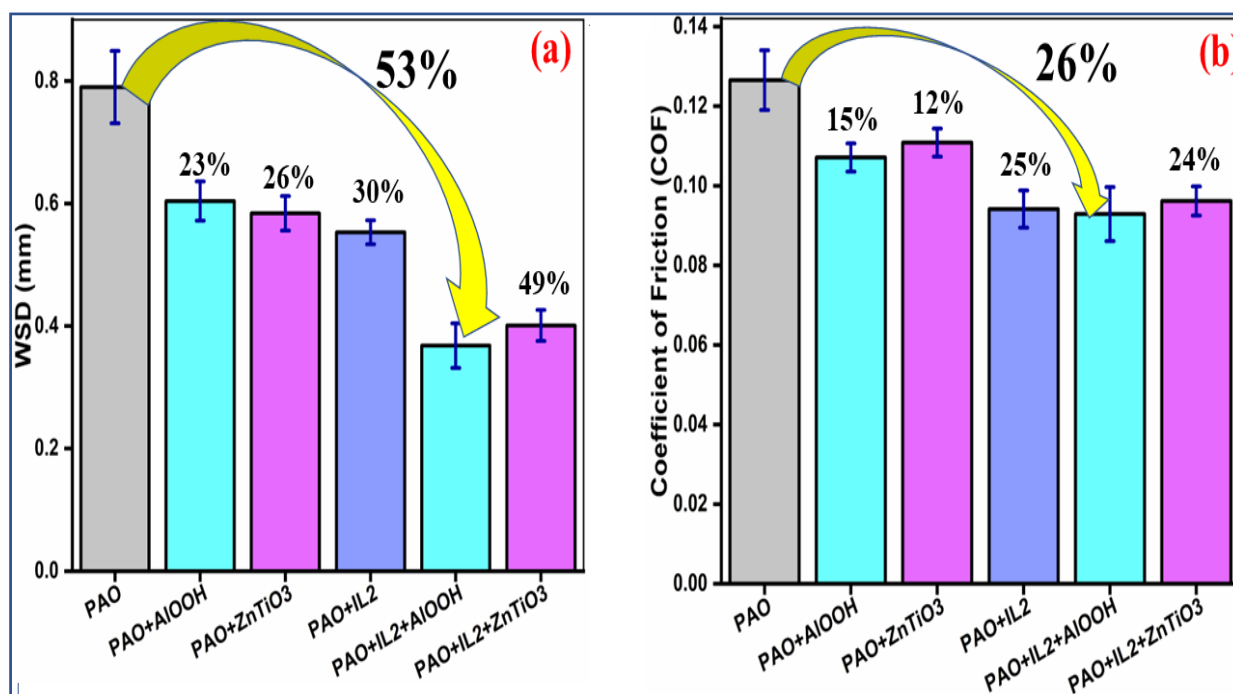 (a)
53%
0.8
23%
26%
30%
0.6
49%
0.4
0.2
0.0
WSD (mm)
PAO
PAO+AlOOH
PAO+ZnTiO3
PAO+IL2
PAO+IL2+AlOOH
PAO+IL2+ZnTiO3
0.14
(b)
26%
0.12
15%
12%
25%
24%
0.10
0.08
0.06
0.04
0.02
0.00
Coefficient of Friction (COF)
PAO
PAO+AlOOH
PAO+ZnTiO3
PAO+IL2
PAO+IL2+AlOOH
PAO+IL2+ZnTiO3